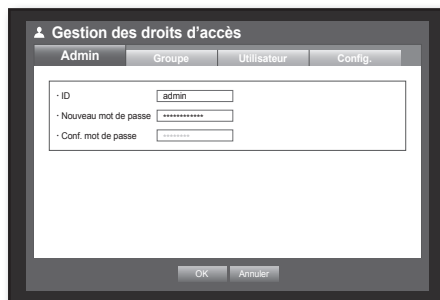 Gestion des droits d'accès
Admin Groupe Utilisateur Config.
· ID admin
· Nouveau mot de passe ************
· Conf. mot de passe ********
OK Annuler